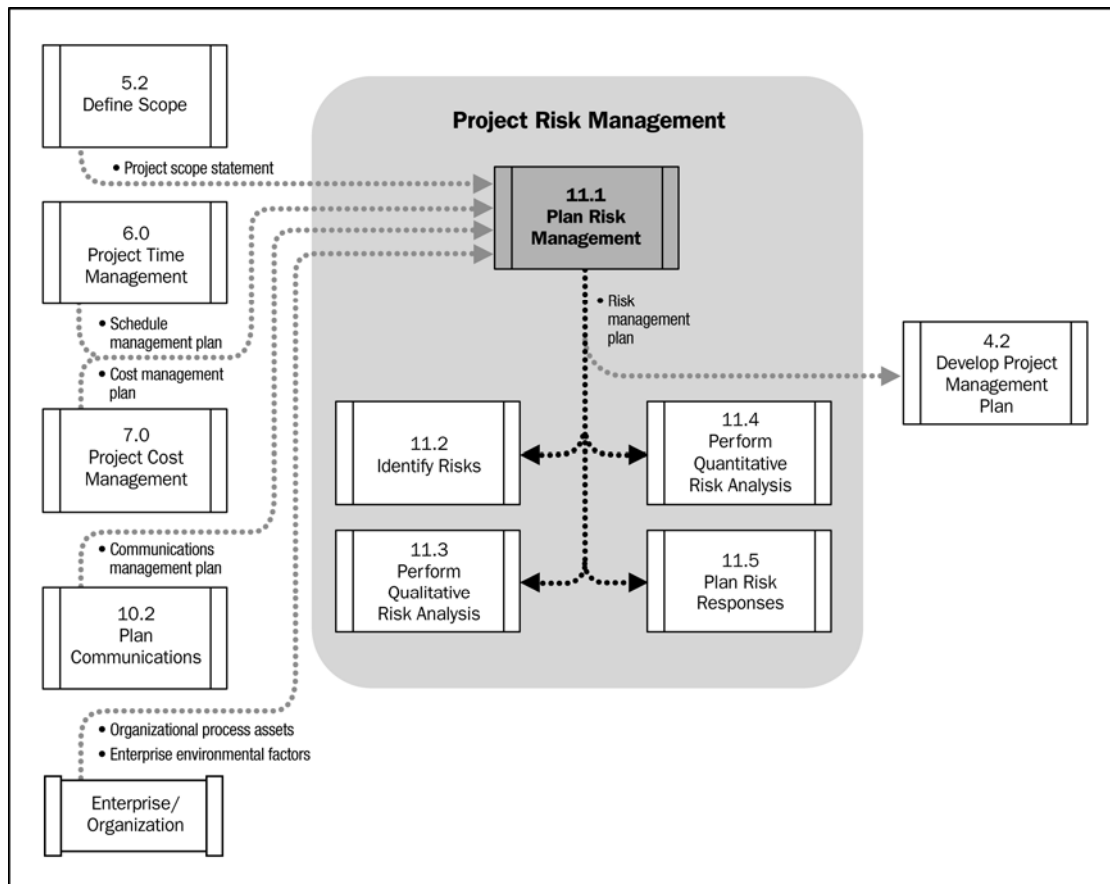 5.2
Define Scope
• Project scope statement
6.0
Project Time
Management
• Schedule
management plan
• Cost management
plan
7.0
Project Cost
Management
• Communications
management plan
10.2
Plan
Communications
• Organizational process assets
• Enterprise environmental factors
Enterprise/
Organization
Project Risk Management
11.1
Plan Risk
Management
• Risk
management
plan
11.2
Identify Risks
11.4
Perform
Quantitative
Risk Analysis
11.3
Perform
Qualitative
Risk Analysis
11.5
Plan Risk
Responses
4.2
Develop Project
Management
Plan